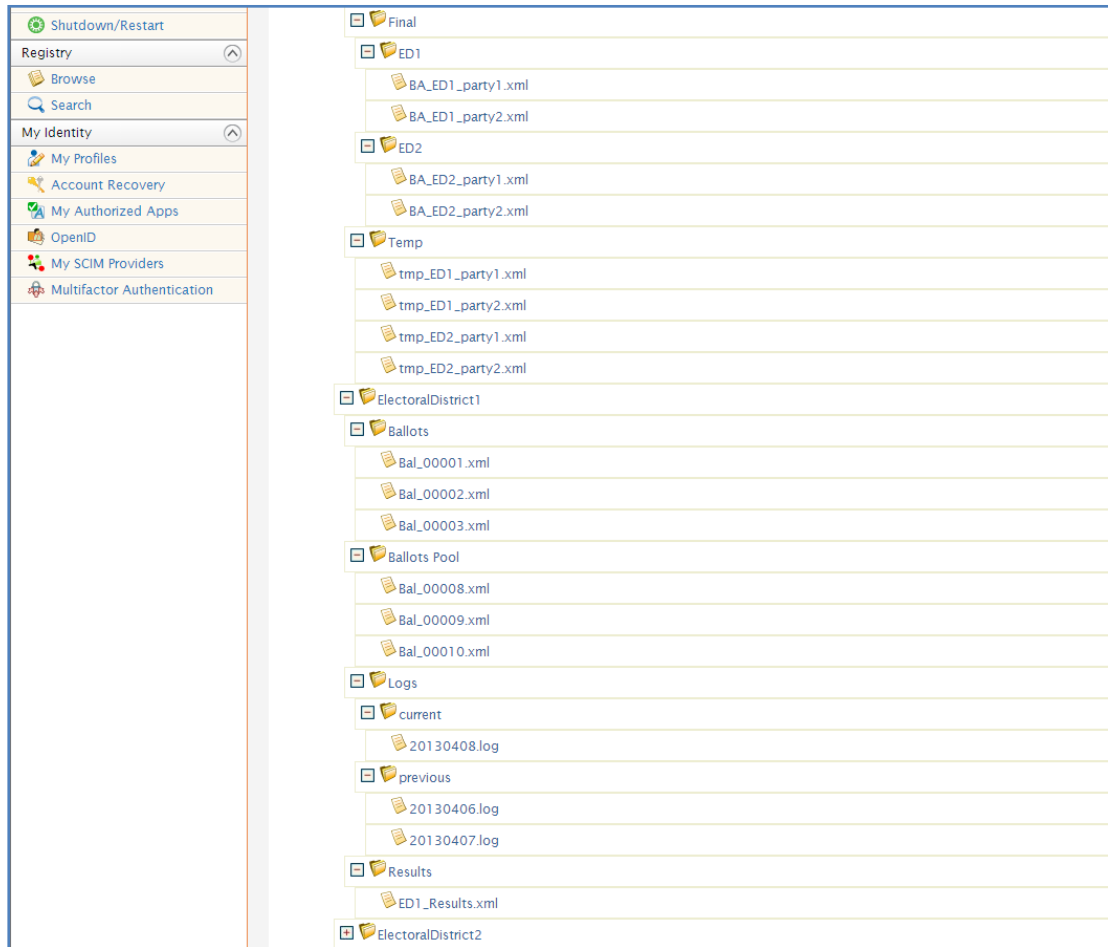 Shutdown/Restart
Registry
Browse
Search
My Identity
My Profiles
Account Recovery
My Authorized Apps
OpenID
My SCIM Providers
Multifactor Authentication
Final
ED1
BA_ED1_party1.xml
BA_ED1_party2.xml
ED2
BA_ED2_party1.xml
BA_ED2_party2.xml
Temp
tmp_ED1_party1.xml
tmp_ED1_party2.xml
tmp_ED2_party1.xml
tmp_ED2_party2.xml
ElectoralDistrict1
Ballots
Bal_00001.xml
Bal_00002.xml
Bal_00003.xml
Ballots Pool
Bal_00008.xml
Bal_00009.xml
Bal_00010.xml
Logs
current
20130408.log
previous
20130406.log
20130407.log
Results
ED1_Results.xml
ElectoralDistrict2